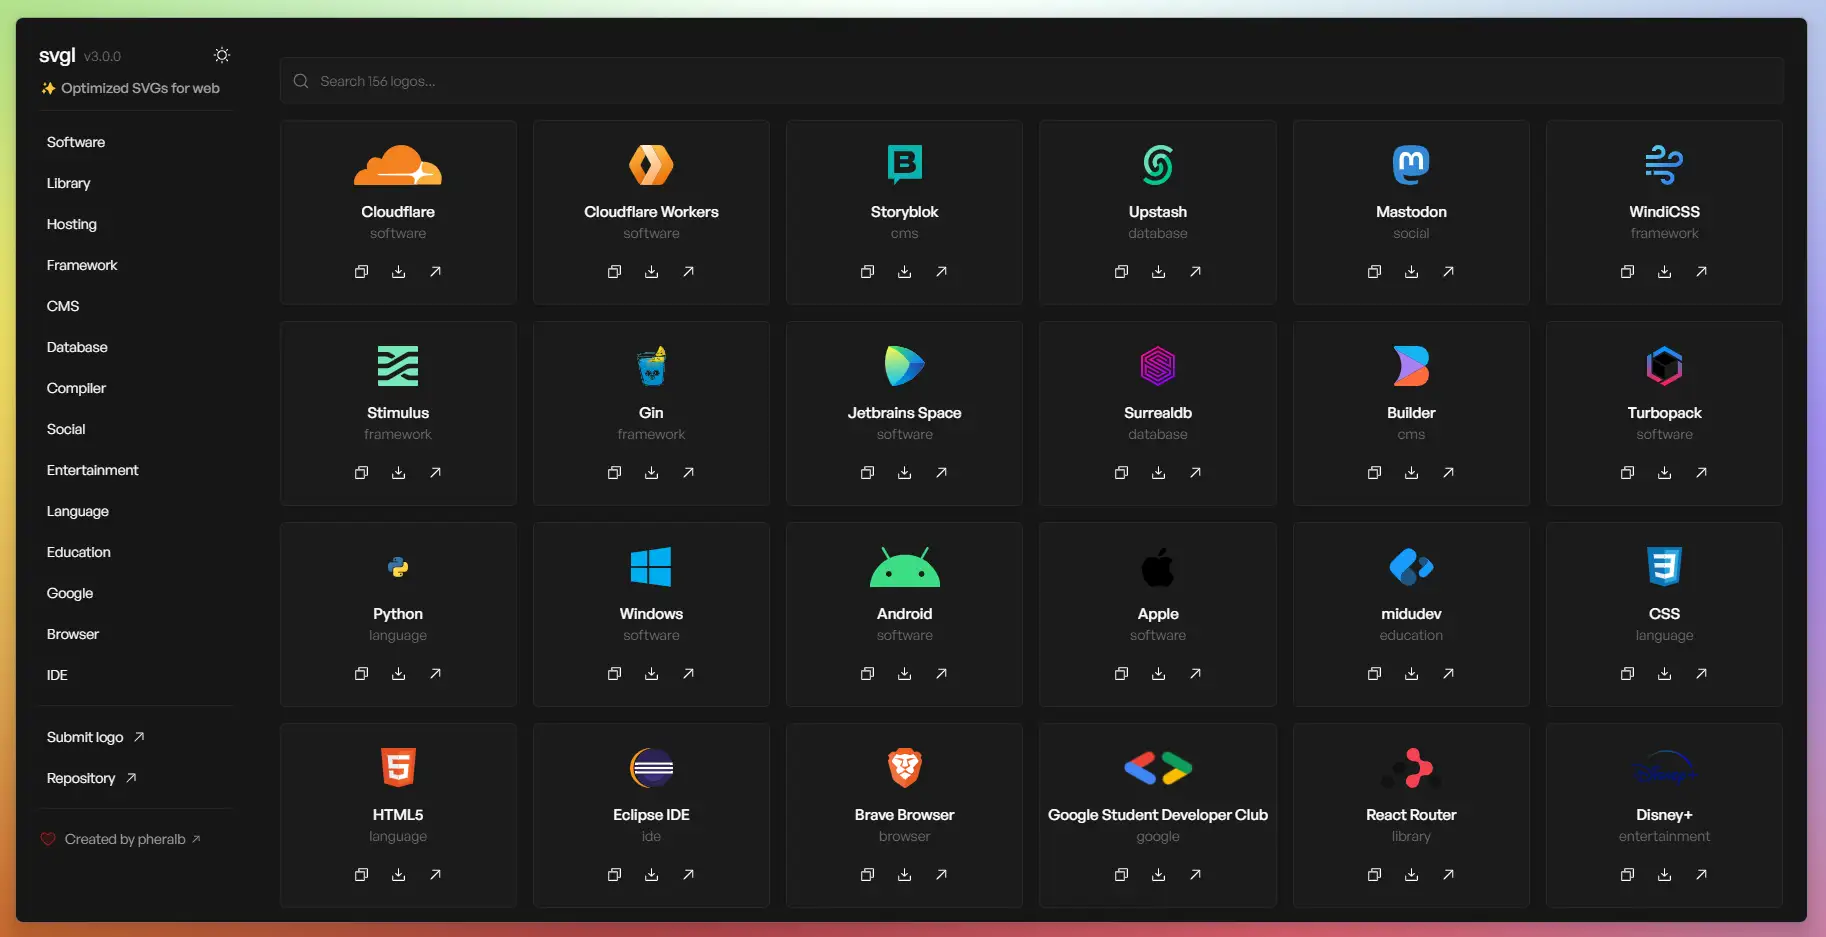 svgl v3.0.0
✨ Optimized SVGs for web
Software
Library
Hosting
Framework
CMS
Database
Compiler
Social
Entertainment
Language
Education
Google
Browser
IDE
Submit logo
Repository
Created by pheralb
Search 156 logos...
Cloudflare
software
Cloudflare Workers
software
Storyblok
cms
Upstash
database
Mastodon
social
WindiCSS
framework
Stimulus
framework
Gin
framework
Jetbrains Space
software
Surrealdb
database
Builder
cms
Turbopack
software
Python
language
Windows
software
Android
software
Apple
software
midudev
education
CSS
language
HTML5
language
Eclipse IDE
ide
Brave Browser
browser
Google Student Developer Club
google
React Router
library
Disney+
Disney+
entertainment